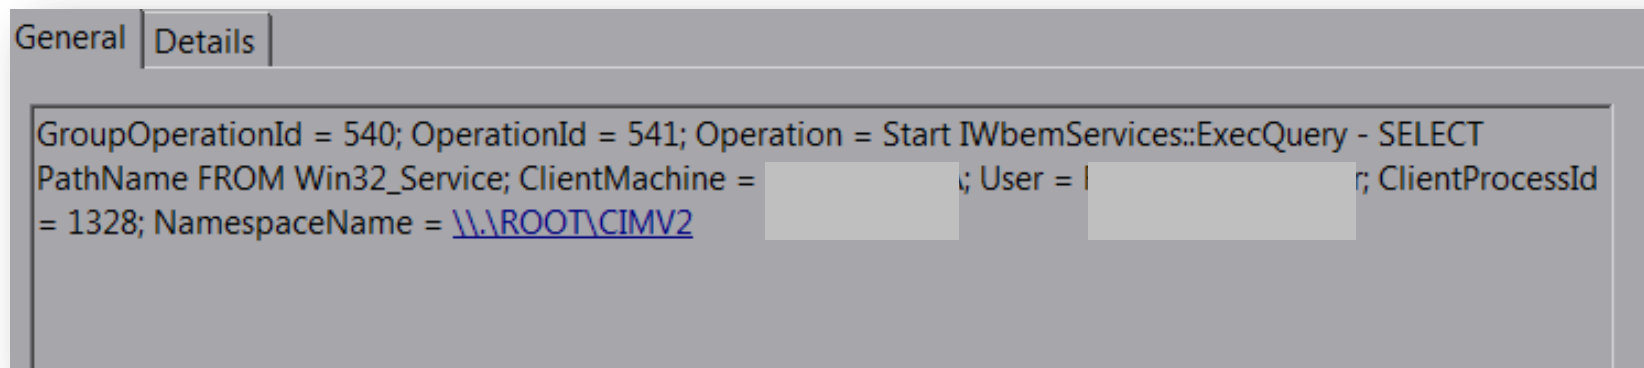 General
Details
GroupOperationId = 540; OperationId = 541; Operation = Start IWbemServices::ExecQuery - SELECT
PathName FROM Win32_Service; ClientMachine = ; User = ; ClientProcessId
= 1328; NamespaceName = \\.\ROOT\CIMV2